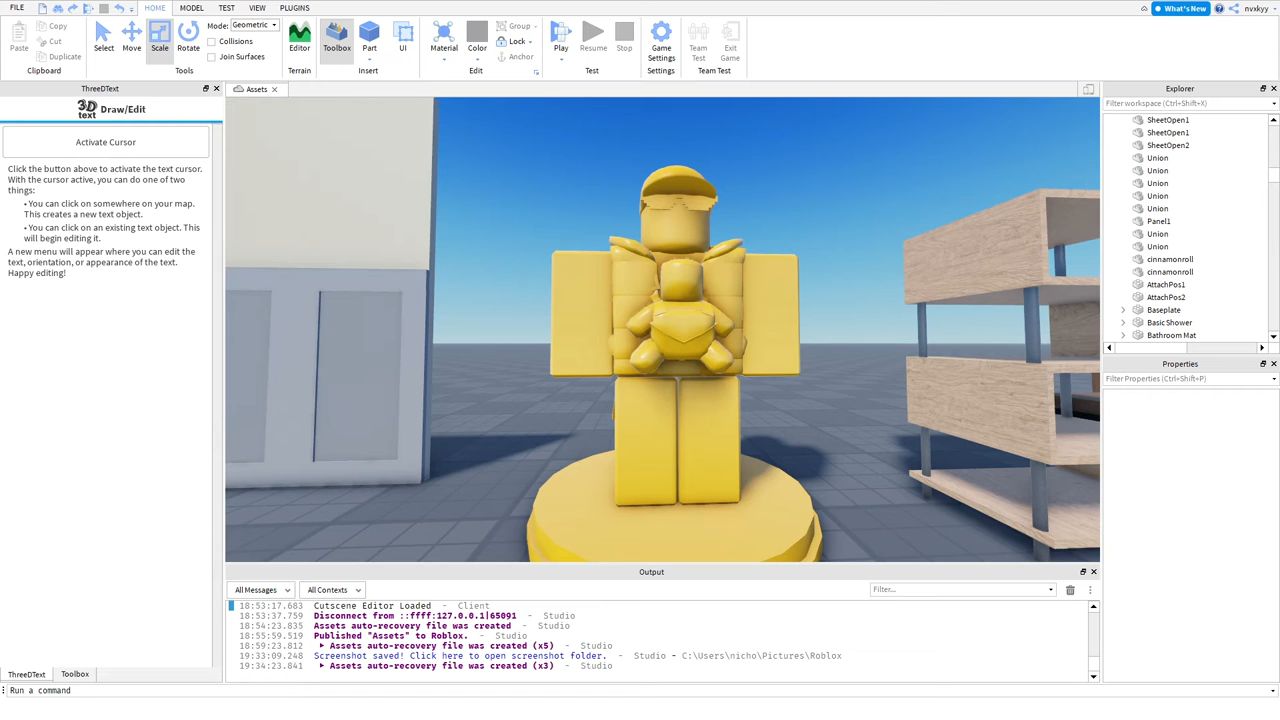 FILE HOME MODEL TEST VIEW PLUGINS What's New nvxkyy
Paste Copy Cut Duplicate
Clipboard
Select Move Scale Rotate
Mode: Geometric
Collisions
Join Surfaces
Tools
Editor
Terrain
Toolbox Part UI
Insert
Material Color Group Lock Anchor
Edit
Play Resume Stop
Test
Game Settings
Settings
Team Test Exit Game
Team Test
ThreeDText
3D text Draw/Edit
Activate Cursor
Click the button above to activate the text cursor.
With the cursor active, you can do one of two
things:
• You can click on somewhere on your map.
This creates a new text object.
• You can click on an existing text object. This
will begin editing it.
A new menu will appear where you can edit the
text, orientation, or appearance of the text.
Happy editing!
ThreeDText Toolbox
Assets
Explorer
Filter workspace (Ctrl+Shift+X)
SheetOpen1
SheetOpen1
SheetOpen2
Union
Union
Union
Union
Union
Panel1
Union
Union
cinnamonroll
cinnamonroll
AttachPos1
AttachPos2
Baseplate
Basic Shower
Bathroom Mat
Properties
Filter Properties (Ctrl+Shift+P)
Output
All Messages All Contexts Filter...
18:53:17.683 Cutscene Editor Loaded - Client
18:53:37.759 Disconnect from ::ffff:127.0.0.1|65091 - Studio
18:54:23.835 Assets auto-recovery file was created - Studio
18:55:59.519 Published "Assets" to Roblox. - Studio
18:59:23.812 Assets auto-recovery file was created (x5) - Studio
19:33:09.248 Screenshot saved! Click here to open screenshot folder. - Studio - C:\Users\nicho\Pictures\Roblox
19:34:23.841 Assets auto-recovery file was created (x3) - Studio
Run a command